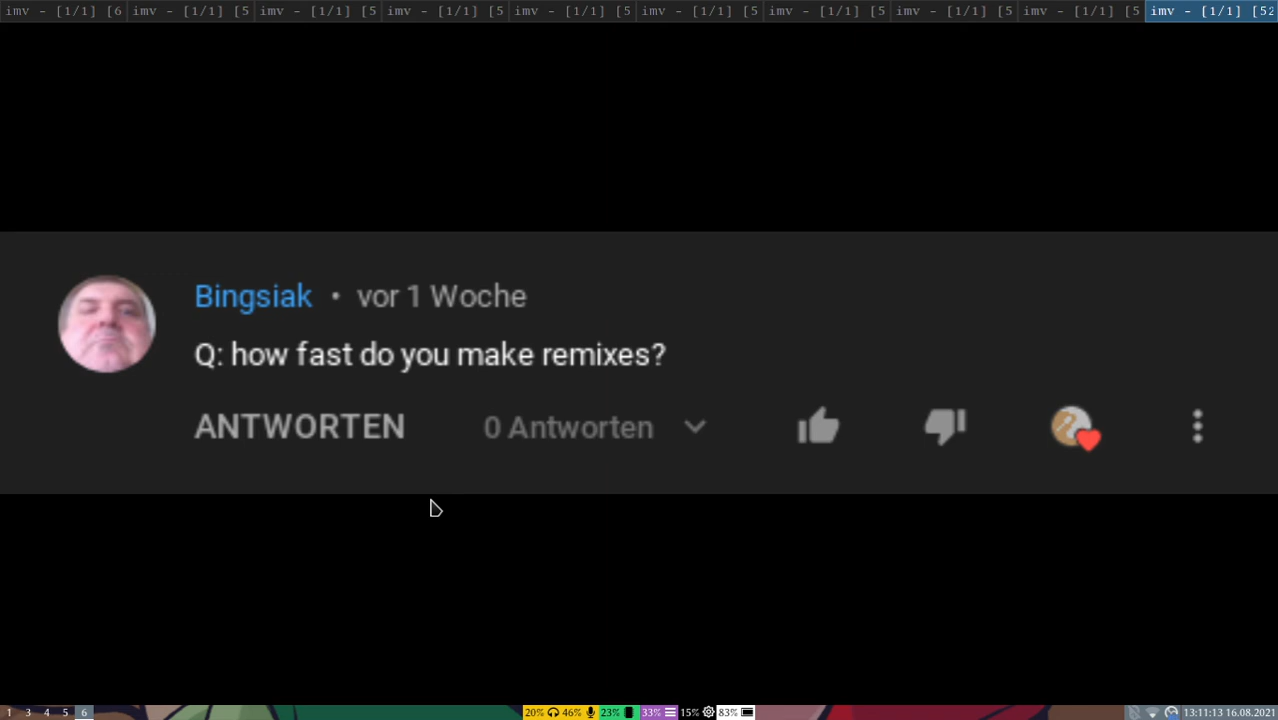 imv - [1/1] [6 imv - [1/1] [5 imv - [1/1] [5 imv - [1/1] [5 imv - [1/1] [5 imv - [1/1] [5 imv - [1/1] [5 imv - [1/1] [5 imv - [1/1] [5 imv - [1/1] [52
Bingsiak • vor 1 Woche
Q: how fast do you make remixes?
ANTWORTEN 0 Antworten
1 3 4 5 6 20% 46% 23% 33% 15% 83% 13:11:13 16.08.2021